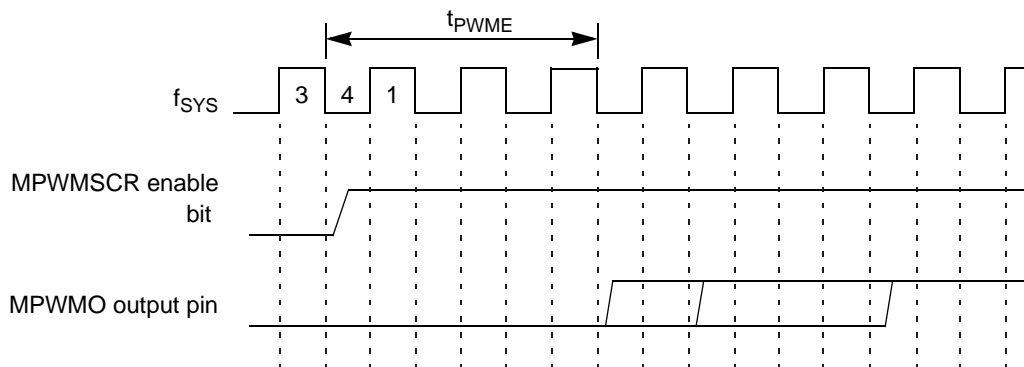 tPWME
fSYS
3 4 1
MPWMSCR enable
bit
MPWMO output pin